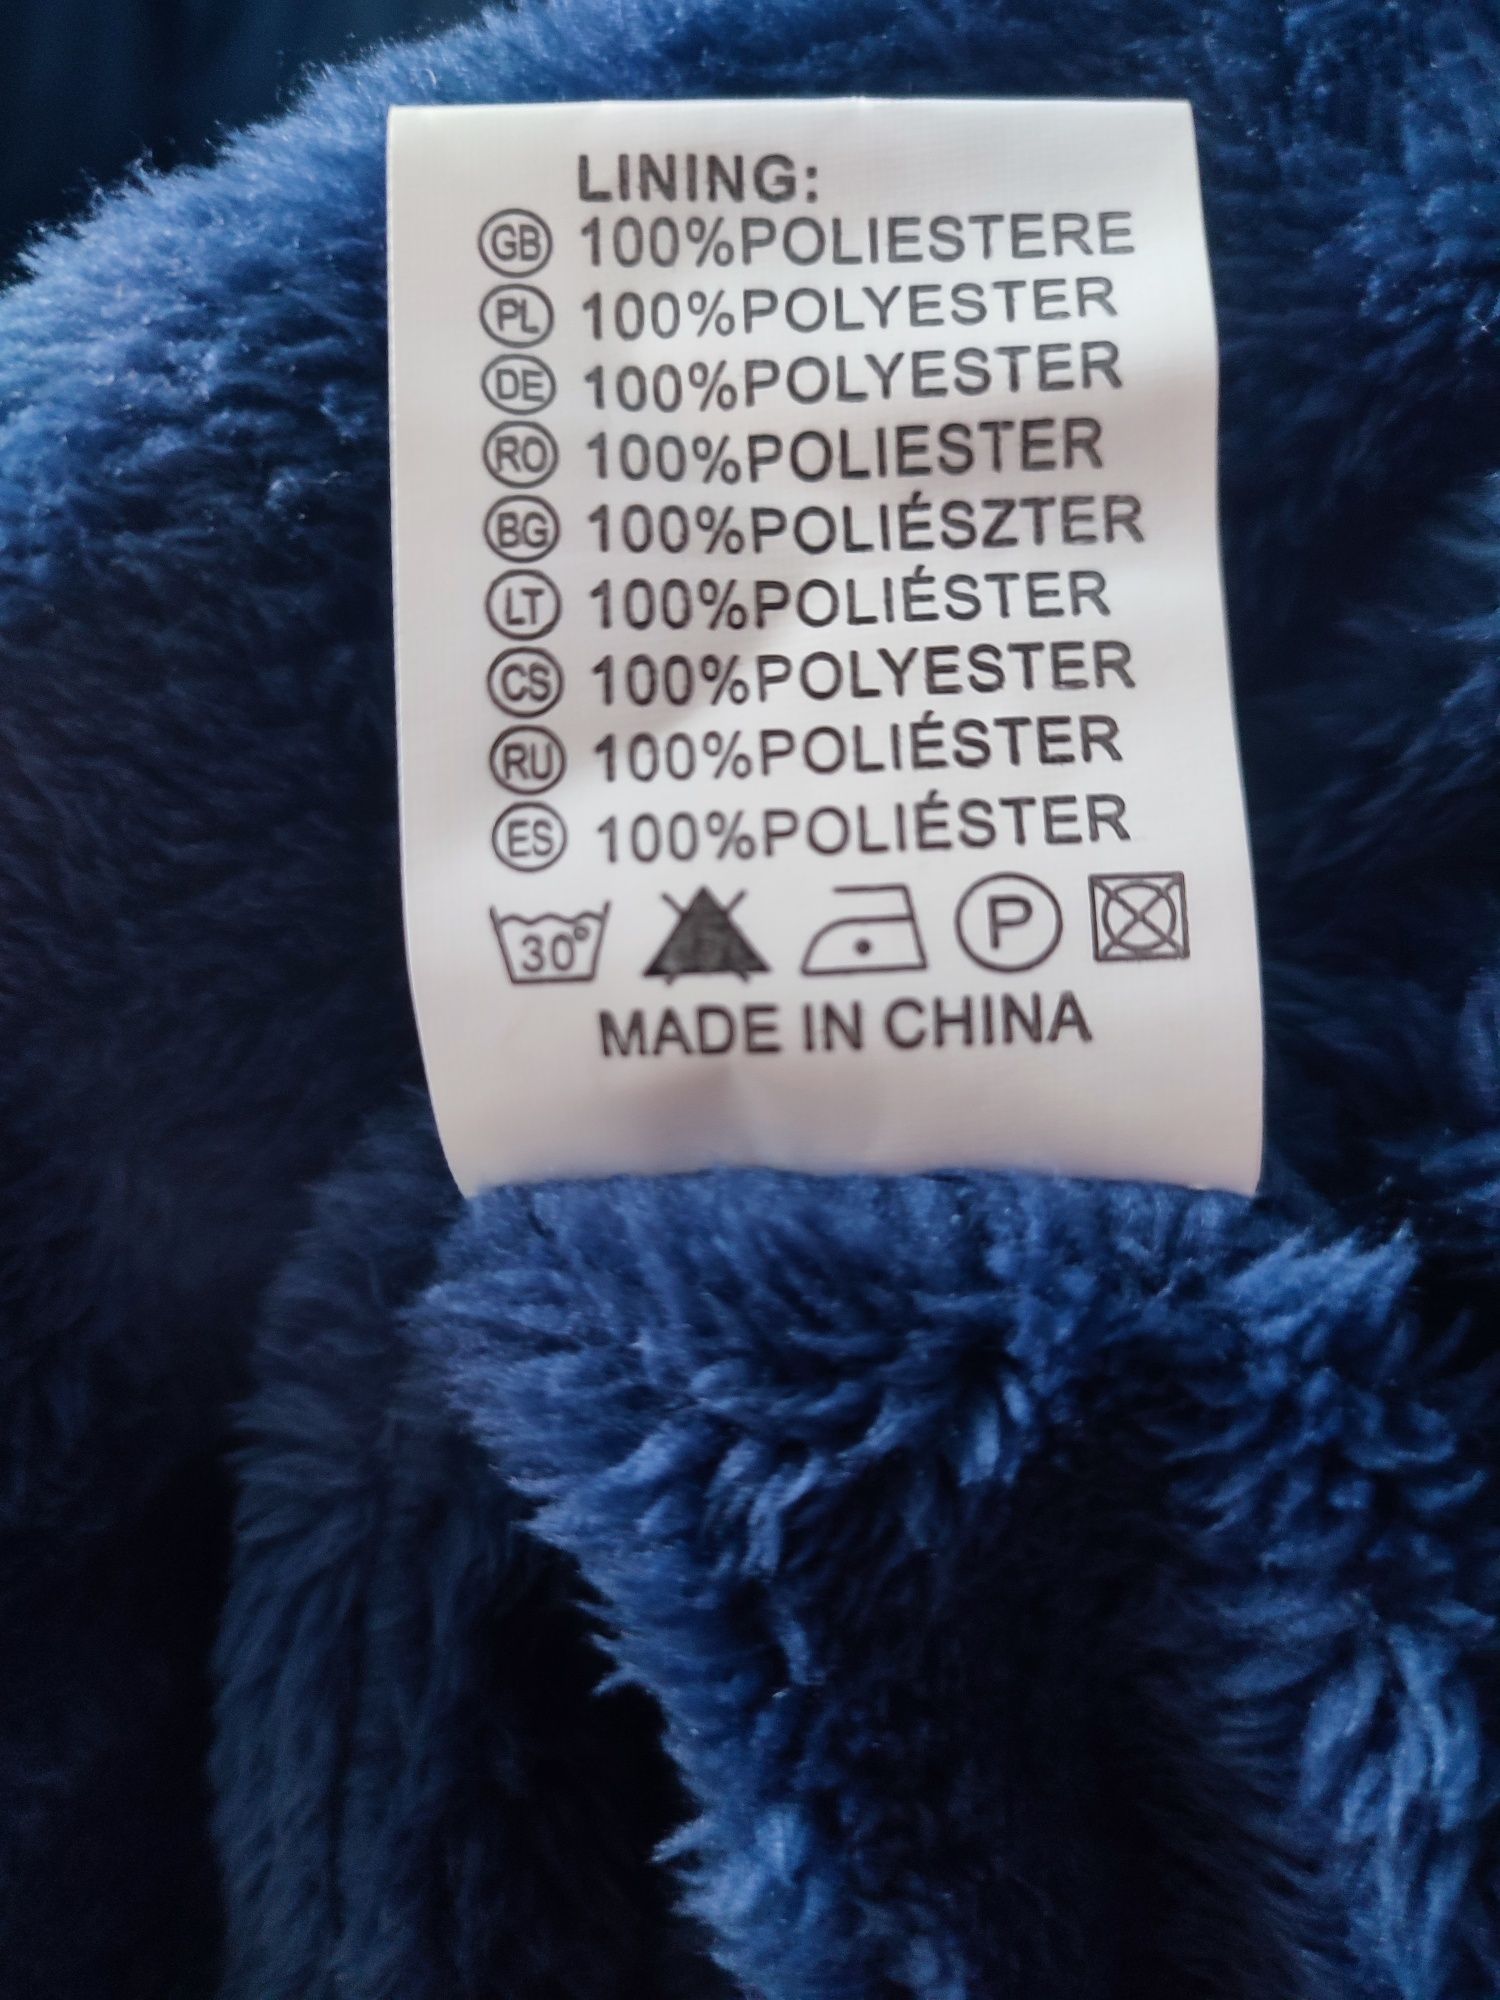 LINING:
GB 100%POLIESTERE
PL 100%POLYESTER
DE 100%POLYESTER
RO 100%POLIESTER
BG 100%POLIÉSZTER
LT 100%POLIÉSTER
CS 100%POLYESTER
RU 100%POLIÉSTER
ES 100%POLIÉSTER
30° P
MADE IN CHINA